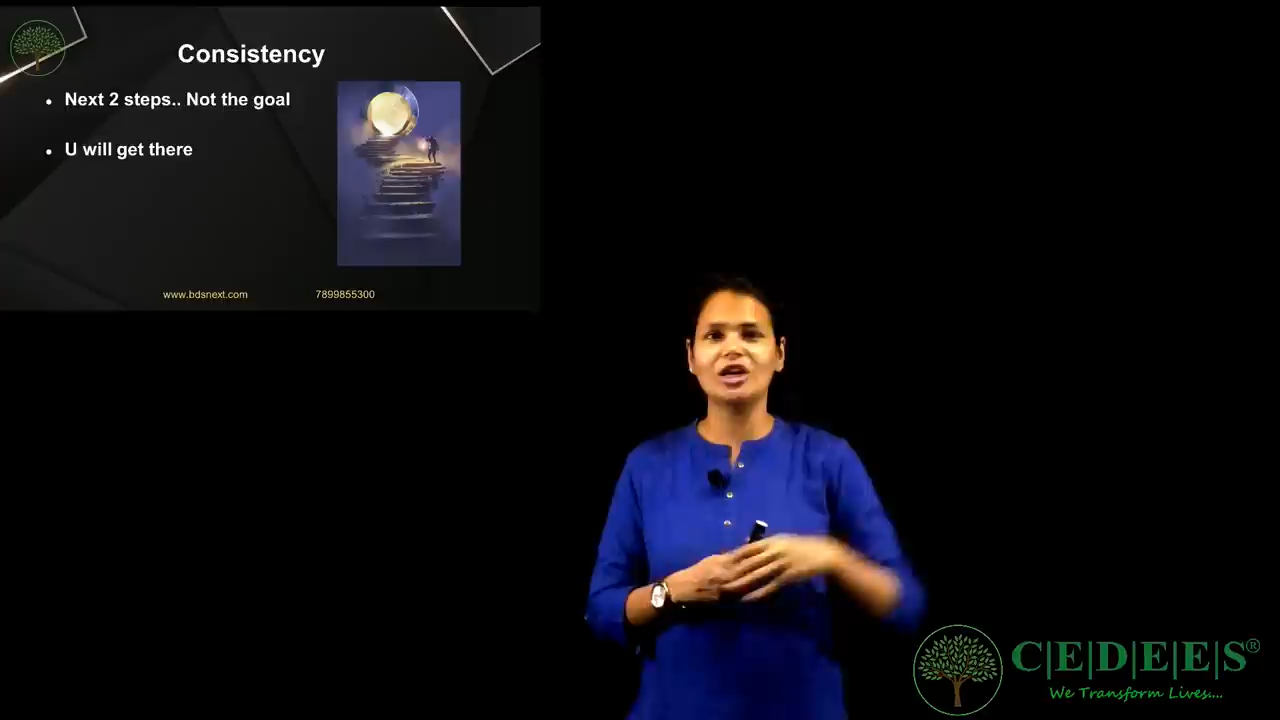 Consistency
• Next 2 steps.. Not the goal
• U will get there
www.bdsnext.com 7899855300
C|E|D|E|E|S®
We Transform Lives....